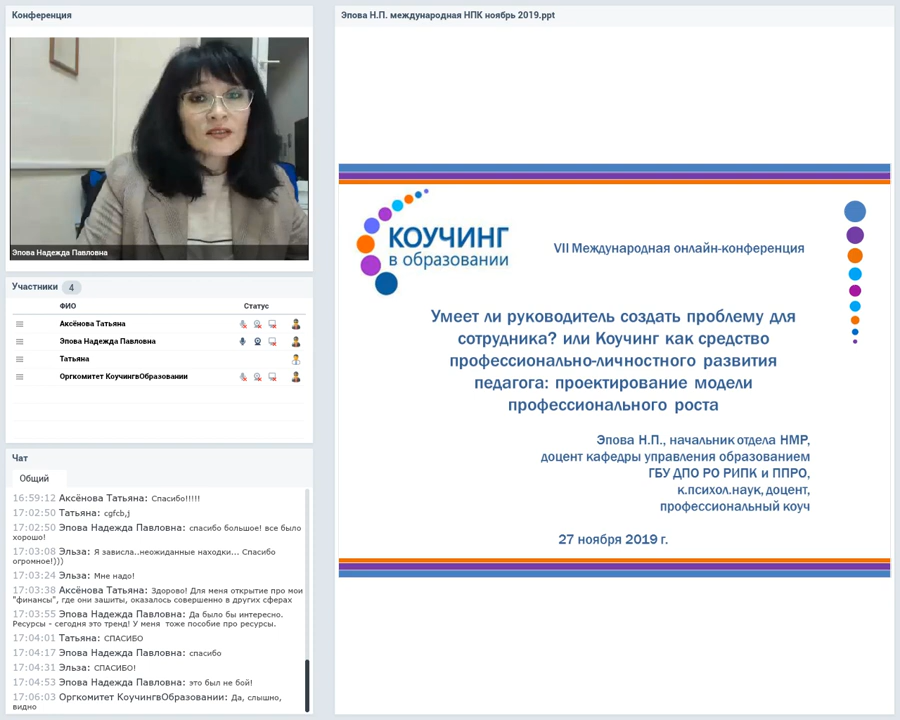 Конференция
Эпова Надежда Павловна
Участники 4
ФИО Статус
Аксёнова Татьяна
Эпова Надежда Павловна
Татьяна
Оргкомитет КоучингвОбразовании
Чат
Общий
16:59:12 Аксёнова Татьяна: Спасибо!!!!!
17:02:50 Татьяна: cgfcb,j
17:02:50 Эпова Надежда Павловна: спасибо большое! все было
хорошо!
17:03:08 Эльза: Я зависла..неожиданные находки... Спасибо
огромное!)))
17:03:24 Эльза: Мне надо!
17:03:38 Аксёнова Татьяна: Здорово! Для меня открытие про мои
"финансы", где они зашиты, оказалось совершенно в других сферах
17:03:55 Эпова Надежда Павловна: Да было бы интересно.
Ресурсы - сегодня это тренд! У меня тоже пособие про ресурсы.
17:04:01 Татьяна: СПАСИБО
17:04:17 Эпова Надежда Павловна: спасибо
17:04:31 Эльза: СПАСИБО!
17:04:53 Эпова Надежда Павловна: это был не бой!
17:06:03 Оргкомитет КоучингвОбразовании: Да, слышно,
видно
Эпова Н.П. международная НПК ноябрь 2019.ppt
КОУЧИНГ
в образовании
VII Международная онлайн-конференция
Умеет ли руководитель создать проблему для
сотрудника? или Коучинг как средство
профессионально-личностного развития
педагога: проектирование модели
профессионального роста
Эпова Н.П., начальник отдела НМР,
доцент кафедры управления образованием
ГБУ ДПО РО РИПК и ППРО,
к.психол.наук, доцент,
профессиональный коуч
27 ноября 2019 г.